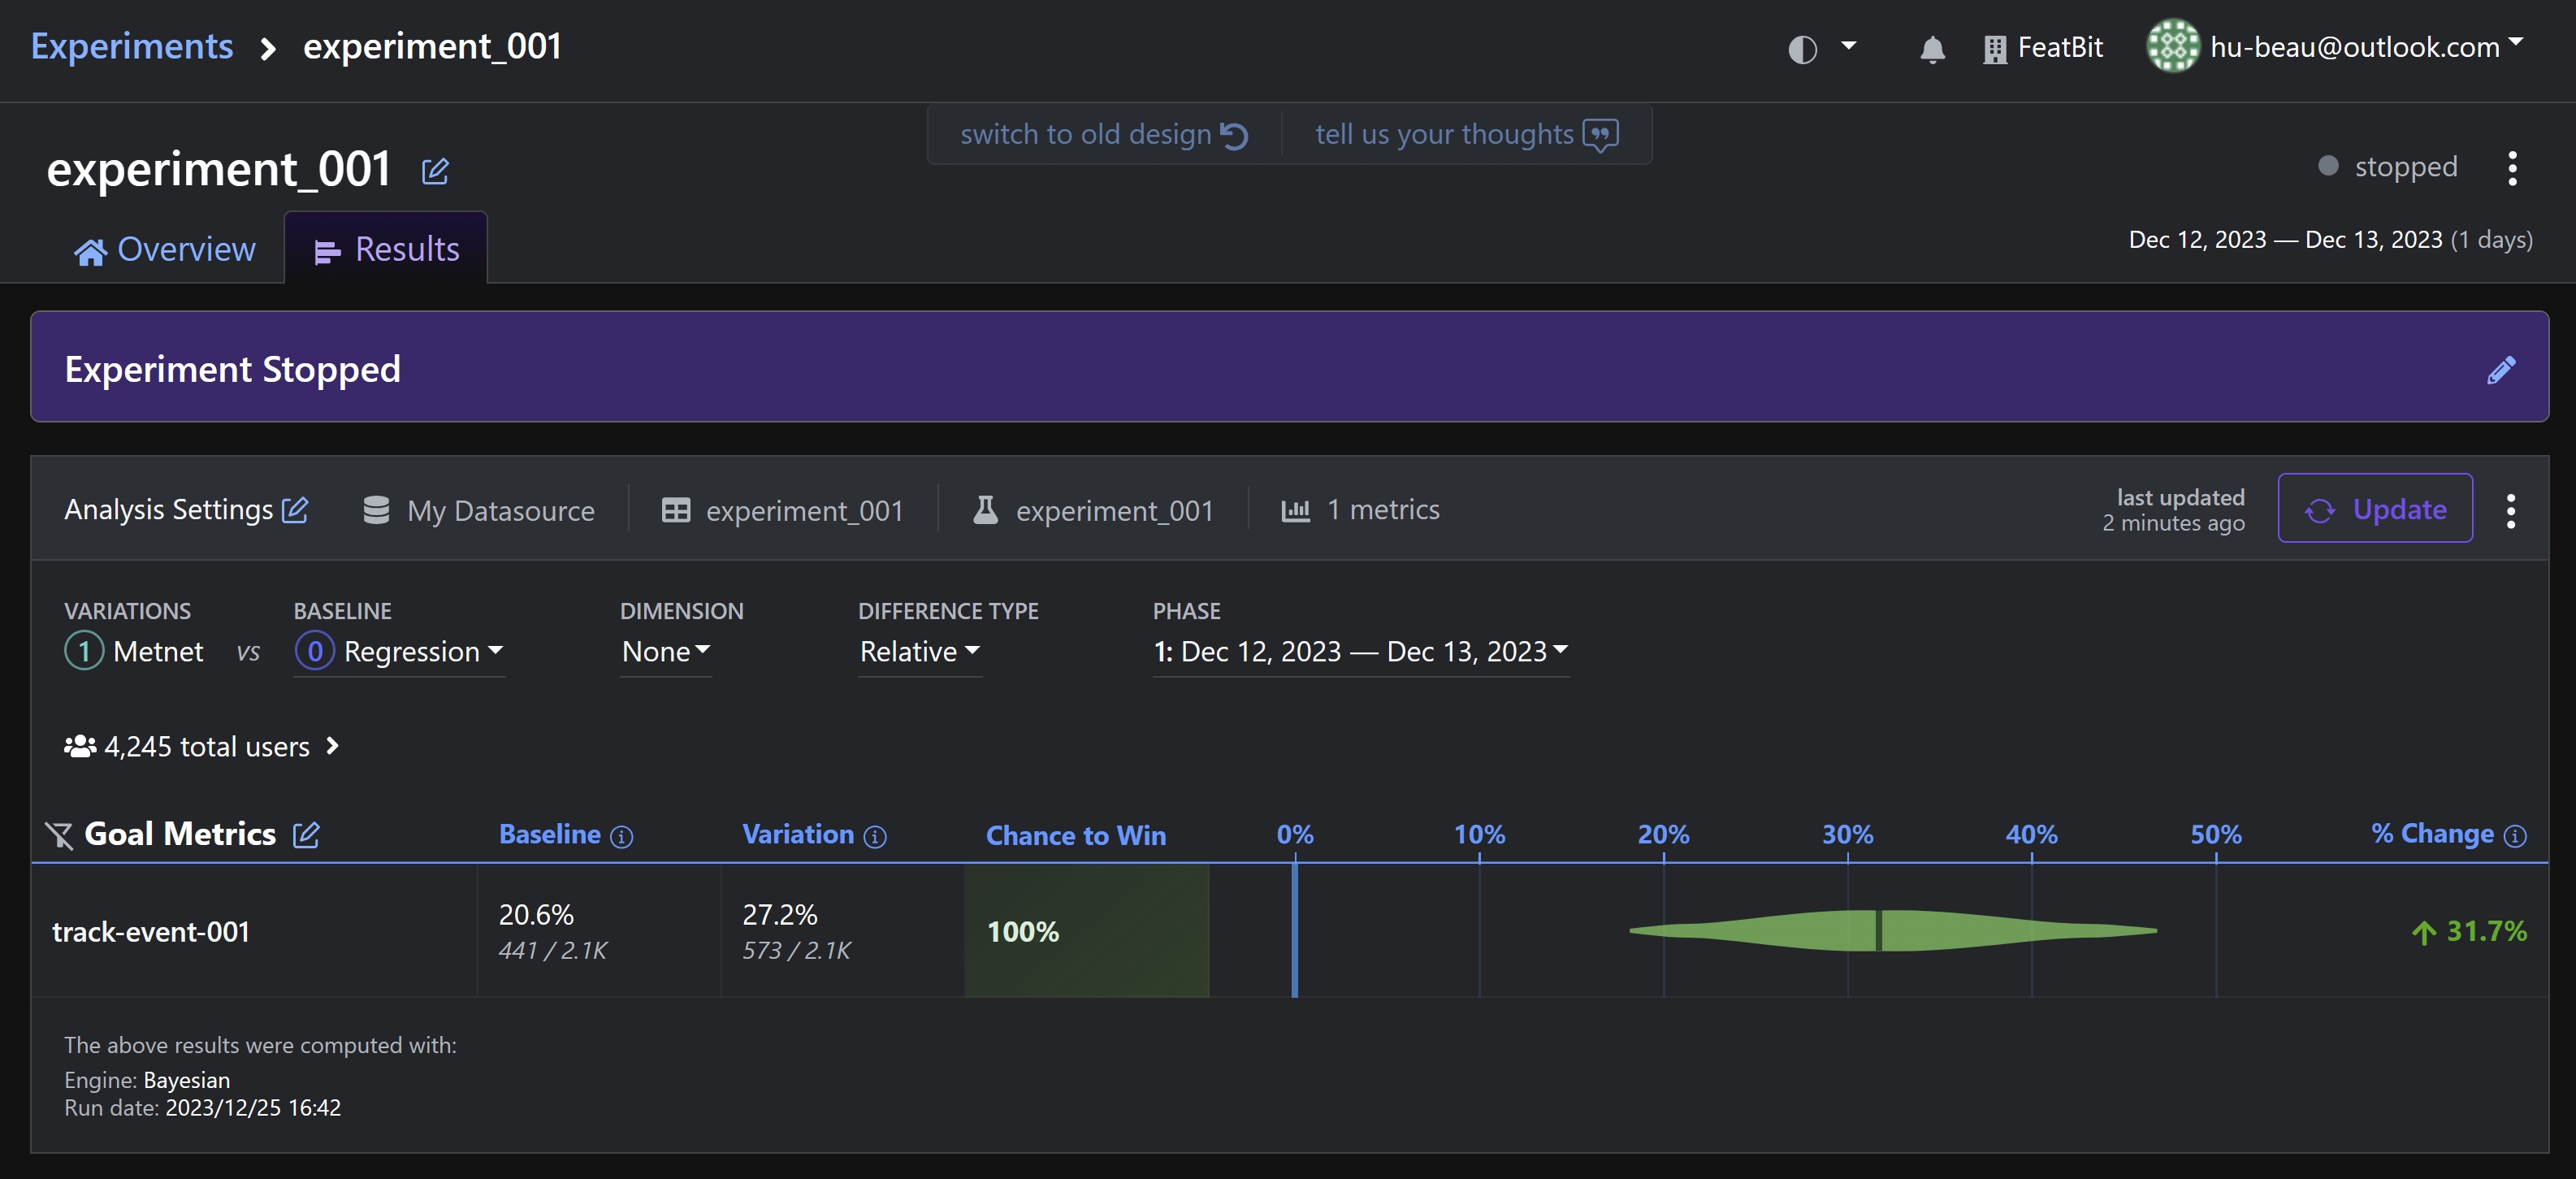 Experiments > experiment_001
FeatBit
hu-beau@outlook.com
switch to old design
tell us your thoughts
experiment_001
stopped
Overview
Results
Dec 12, 2023 — Dec 13, 2023 (1 days)
Experiment Stopped
Analysis Settings
My Datasource
experiment_001
experiment_001
1 metrics
last updated
2 minutes ago
Update
VARIATIONS
1 Metnet
vs
BASELINE
0 Regression
DIMENSION
None
DIFFERENCE TYPE
Relative
PHASE
1: Dec 12, 2023 — Dec 13, 2023
4,245 total users >
Goal Metrics
Baseline
Variation
Chance to Win
0% 10% 20% 30% 40% 50%
% Change
track-event-001
20.6%
441 / 2.1K
27.2%
573 / 2.1K
100%
31.7%
The above results were computed with:
Engine: Bayesian
Run date: 2023/12/25 16:42